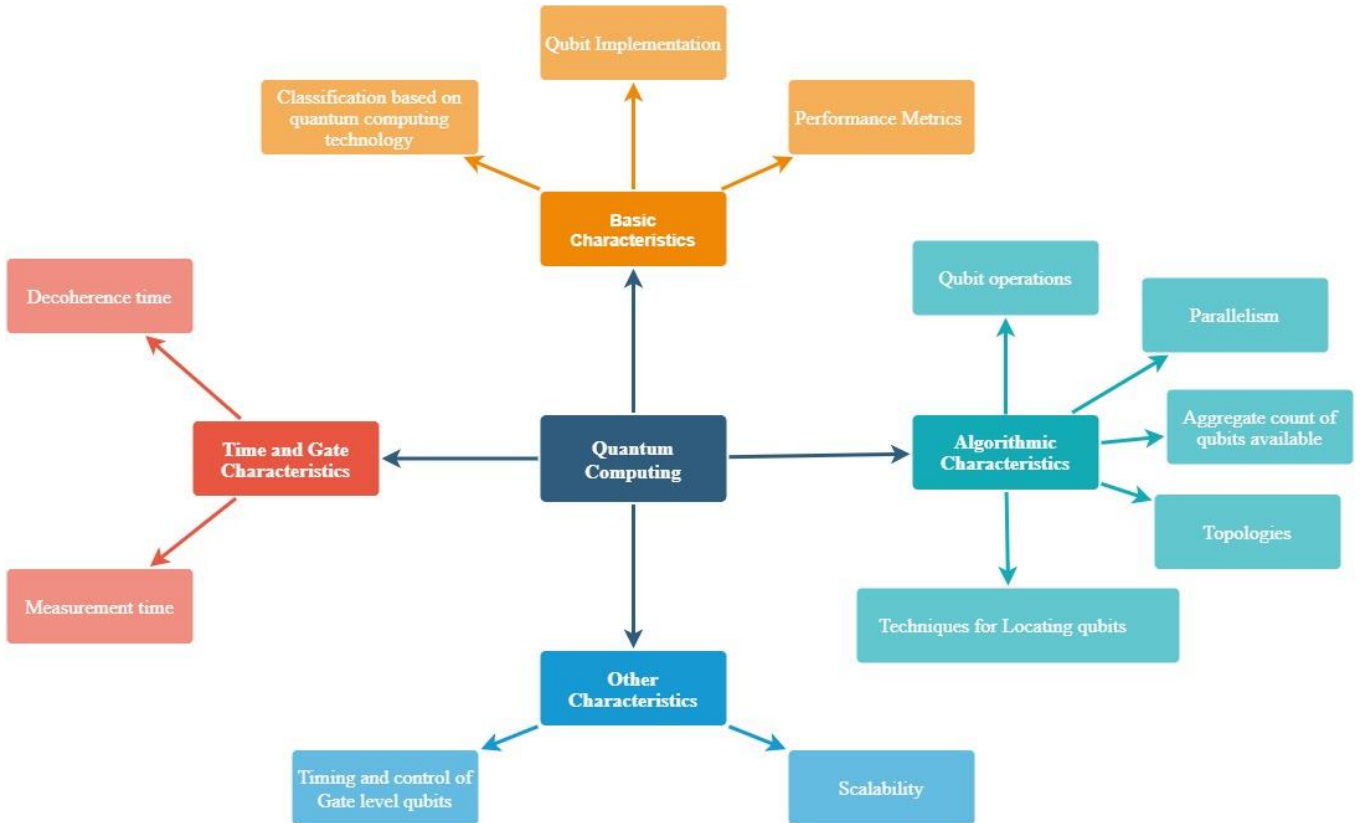 Qubit Implementation
Classification based on
quantum computing
technology
Performance Metrics
Basic
Characteristics
Decoherence time
Qubit operations
Parallelism
Time and Gate
Characteristics
Quantum
Computing
Algorithmic
Characteristics
Aggregate count of
qubits available
Topologies
Measurement time
Techniques for Locating qubits
Other
Characteristics
Timing and control of
Gate level qubits
Scalability